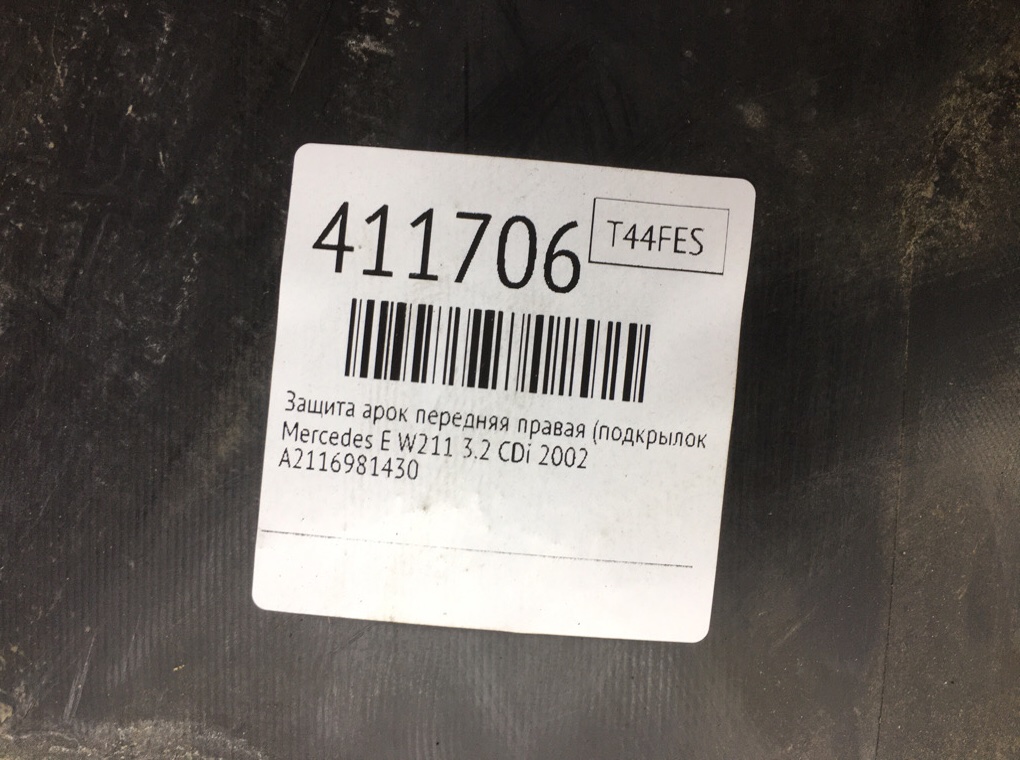 411706
T44FES
Защита арок передняя правая (подкрылок
Mercedes E W211 3.2 CDi 2002
A2116981430